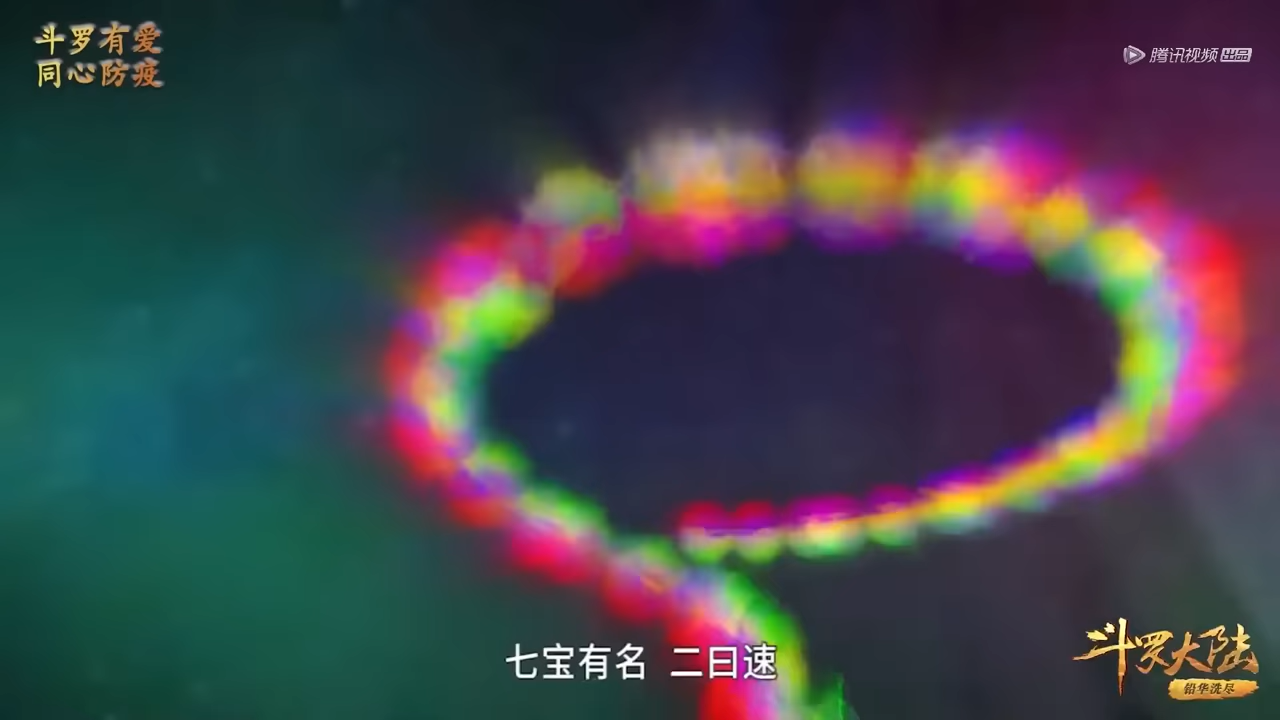 斗罗有爱
同心防疫
腾讯视频 出品
七宝有名 二曰速
斗罗大陆
铅华洗尽